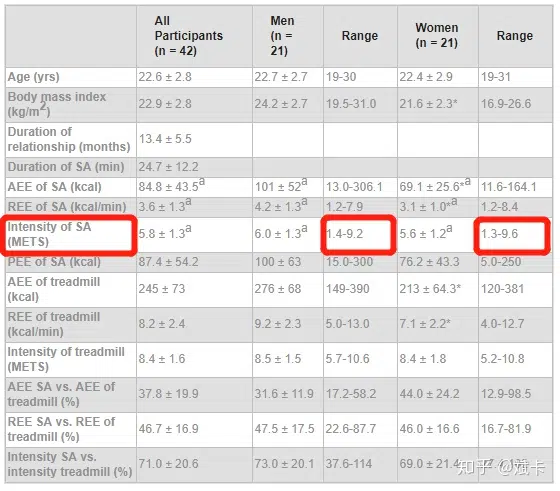 All Participants (n = 42) Men (n = 21) Range Women (n = 21) Range
Age (yrs) 22.6 ± 2.8 22.7 ± 2.7 19-30 22.4 ± 2.9 19-31
Body mass index (kg/m2) 22.9 ± 2.8 24.2 ± 2.7 19.5-31.0 21.6 ± 2.3* 16.9-26.6
Duration of relationship (months) 13.4 ± 5.5
Duration of SA (min) 24.7 ± 12.2
AEE of SA (kcal) 84.8 ± 43.5a 101 ± 52a 13.0-306.1 69.1 ± 25.6*a 11.6-164.1
REE of SA (kcal/min) 3.6 ± 1.3a 4.2 ± 1.3a 1.2-7.9 3.1 ± 1.0*a 1.2-8.4
Intensity of SA (METS) 5.8 ± 1.3a 6.0 ± 1.3a 1.4-9.2 5.6 ± 1.2a 1.3-9.6
PEE of SA (kcal) 87.4 ± 54.2 100 ± 63 15.0-300 76.2 ± 43.3 5.0-250
AEE of treadmill (kcal) 245 ± 73 276 ± 68 149-390 213 ± 64.3* 120-381
REE of treadmill (kcal/min) 8.2 ± 2.4 9.2 ± 2.3 5.0-13.0 7.1 ± 2.2* 4.0-12.7
Intensity of treadmill (METS) 8.4 ± 1.6 8.5 ± 1.5 5.7-10.6 8.4 ± 1.8 5.2-10.8
AEE SA vs. AEE of treadmill (%) 37.8 ± 19.9 31.6 ± 11.9 17.2-58.2 44.0 ± 24.2 12.9-98.5
REE SA vs. REE of treadmill (%) 46.7 ± 16.9 47.5 ± 17.5 22.6-87.7 46.0 ± 16.6 16.7-81.9
Intensity SA vs. intensity treadmill (%) 71.0 ± 20.6 73.0 ± 20.1 37.6-114 69.0 ± 21.4
知乎 @斌卡